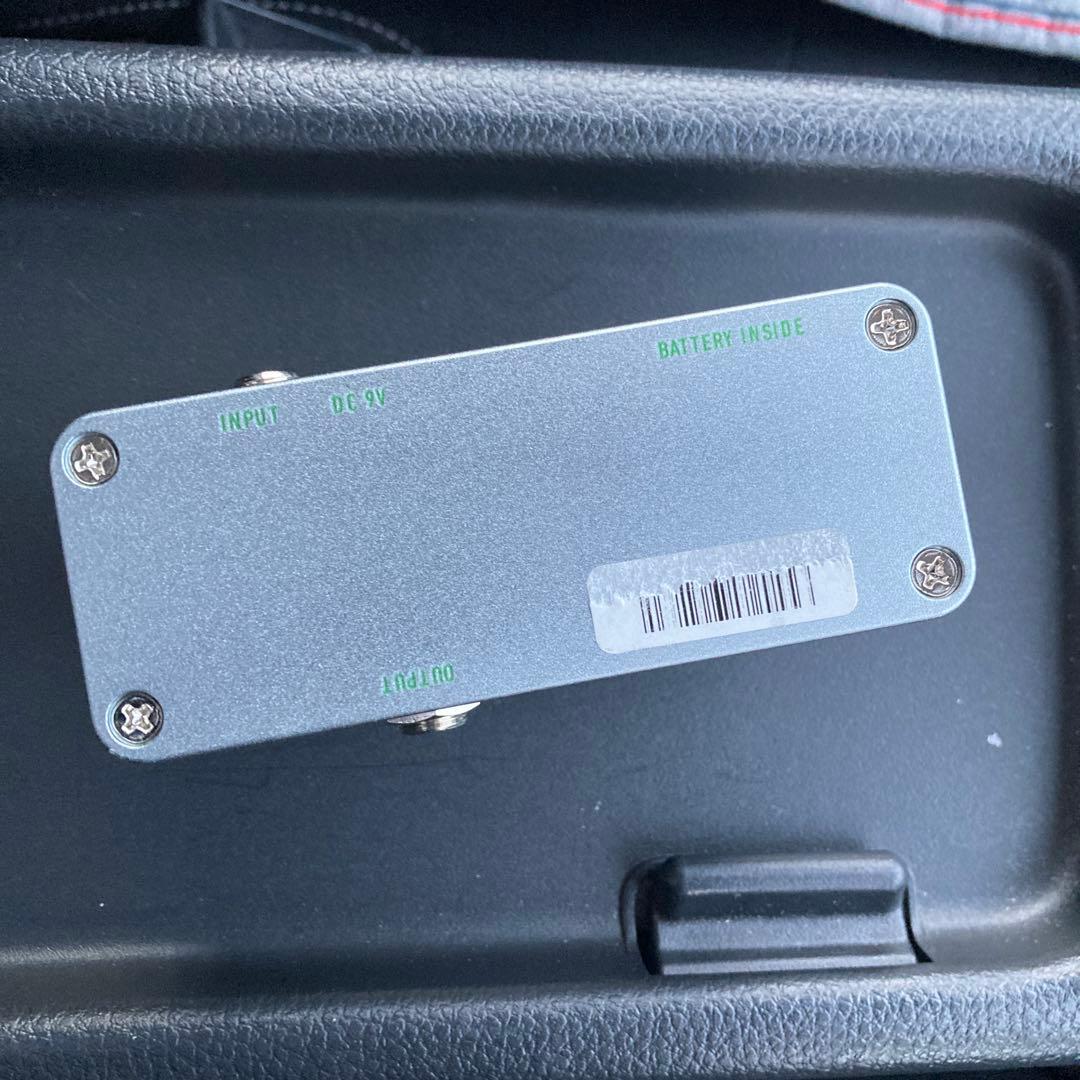 BATTERY INSIDE
INPUT DC 9V
OUTPUT